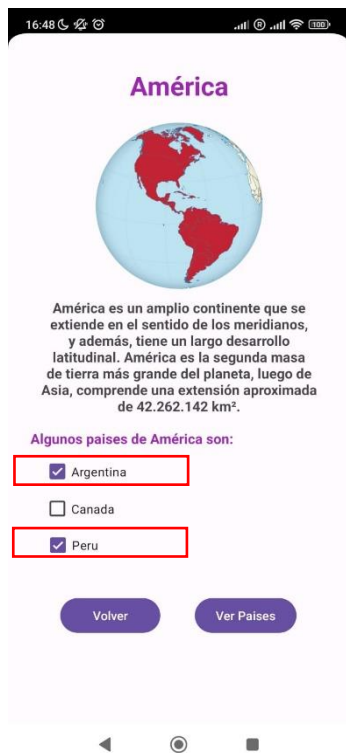 16:48
100
América
América es un amplio continente que se
extiende en el sentido de los meridianos,
y además, tiene un largo desarrollo
latitudinal. América es la segunda masa
de tierra más grande del planeta, luego de
Asia, comprende una extensión aproximada
de 42.262.142 km².
Algunos paises de América son:
Argentina
Canada
Peru
Volver
Ver Paises